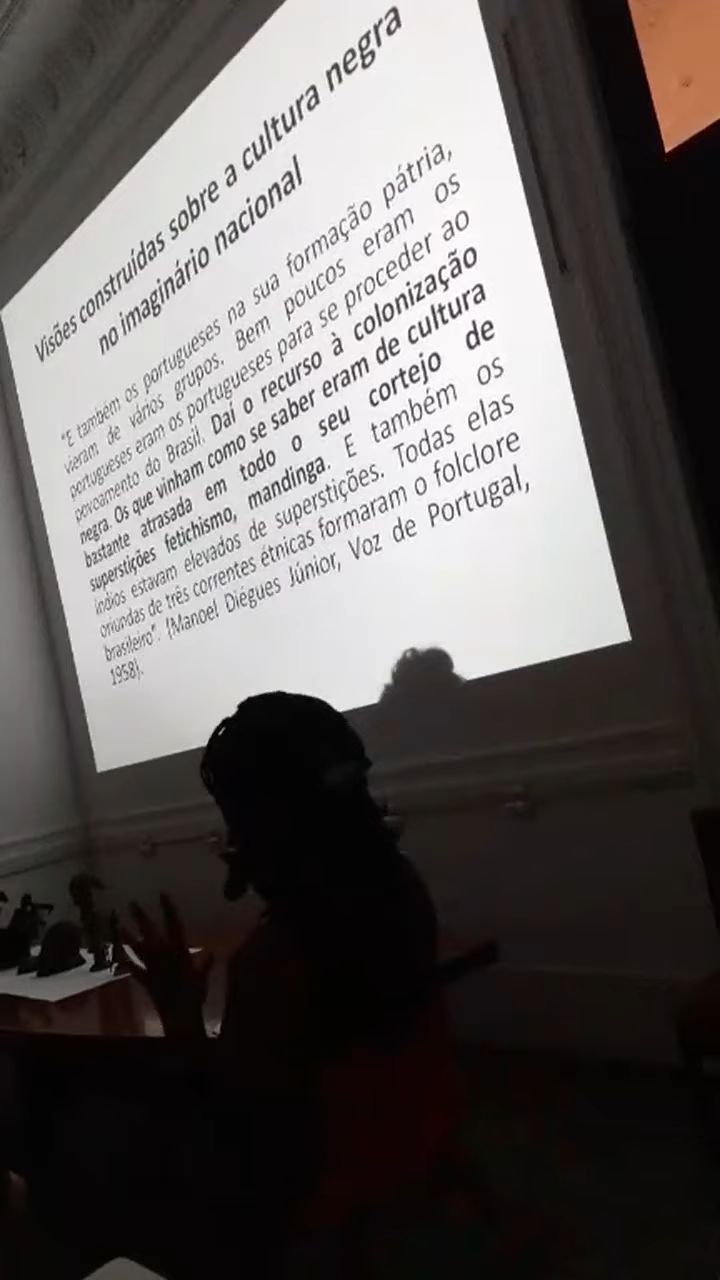 Visões construídas sobre a cultura negra
no imaginário nacional
"E também os portugueses na sua formação pátria,
vieram de vários grupos. Bem poucos eram os
portugueses eram os portugueses para se proceder ao
povoamento do Brasil. Daí o recurso à colonização
negra. Os que vinham como se saber eram de cultura
bastante atrasada em todo o seu cortejo de
superstições fetichismo, mandinga. E também os
índios estavam elevados de superstições. Todas elas
oriundas de três correntes étnicas formaram o folclore
brasileiro". (Manoel Diégues Júnior, Voz de Portugal,
1958).